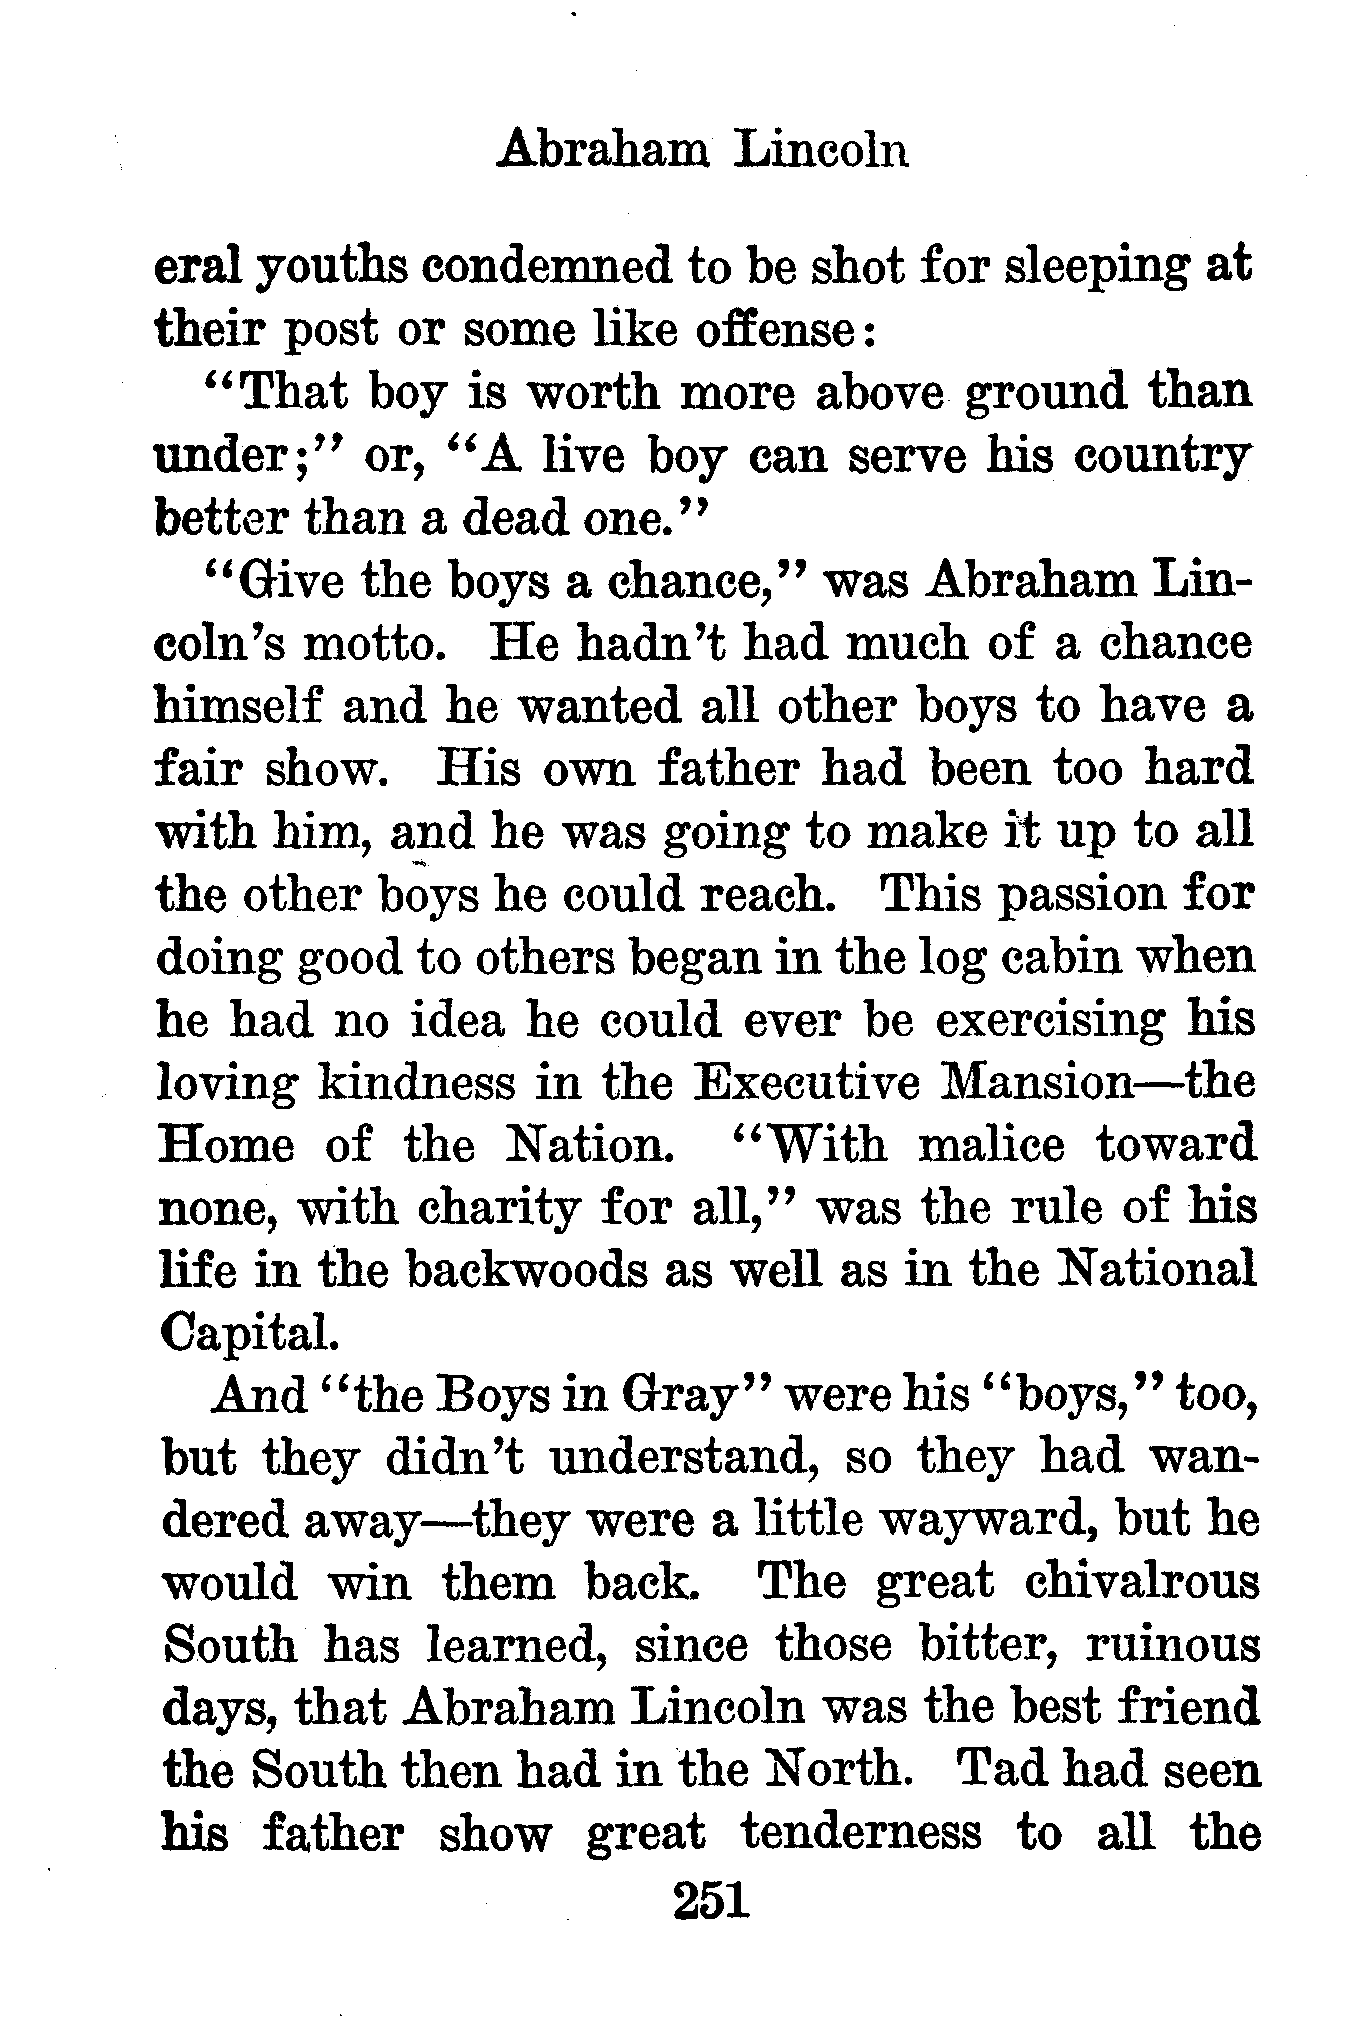 Abraham Lincoln
eral youths condemned to be shot for sleeping at
their post or some like offense:
"That boy is worth more above ground than
under;" or, "A live boy can serve his country
better than a dead one."
"Give the boys a chance," was Abraham Lin-
coln's motto. He hadn't had much of a chance
himself and he wanted all other boys to have a
fair show. His own father had been too hard
with him, and he was going to make it up to all
the other boys he could reach. This passion for
doing good to others began in the log cabin when
he had no idea he could ever be exercising his
loving kindness in the Executive Mansion—the
Home of the Nation. "With malice toward
none, with charity for all," was the rule of his
life in the backwoods as well as in the National
Capital.
And "the Boys in Gray" were his "boys," too,
but they didn't understand, so they had wan-
dered away—they were a little wayward, but he
would win them back. The great chivalrous
South has learned, since those bitter, ruinous
days, that Abraham Lincoln was the best friend
the South then had in the North. Tad had seen
his father show great tenderness to all the
251